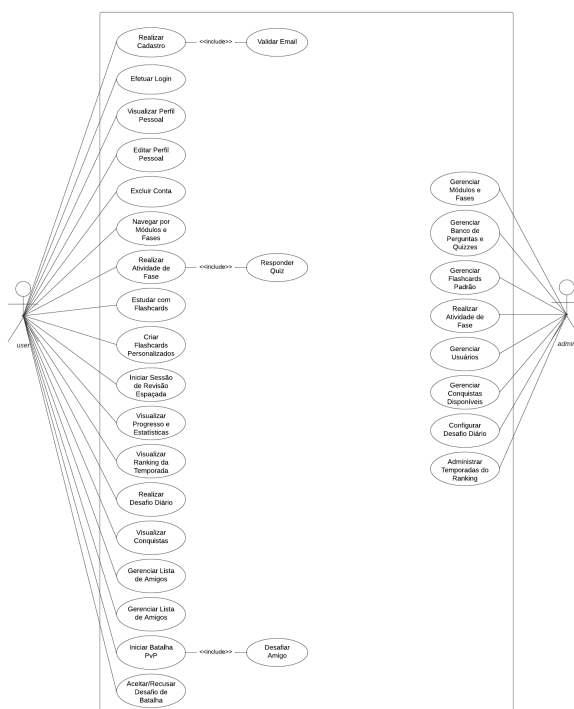 Realizar
Cadastro
<<include>>
Validar Email
Efetuar Login
Visualizar Perfil
Pessoal
Editar Perfil
Pessoal
Excluir Conta
Navegar por
Módulos e
Fases
Realizar
Atividade de
Fase
<<include>>
Responder
Quiz
Estudar com
Flashcards
Criar
Flashcards
Personalizados
Iniciar Sessão
de Revisão
Espaçada
Visualizar
Progresso e
Estatísticas
Visualizar
Ranking da
Temporada
Realizar
Desafio Diário
Visualizar
Conquistas
Gerenciar Lista
de Amigos
Gerenciar Lista
de Amigos
Iniciar Batalha
PvP
<<include>>
Desafiar
Amigo
Aceitar/Recusar
Desafio de
Batalha
user
Gerenciar
Módulos e
Fases
Gerenciar
Banco de
Perguntas e
Quizzes
Gerenciar
Flashcards
Padrão
Realizar
Atividade de
Fase
Gerenciar
Usuários
Gerenciar
Conquistas
Disponíveis
Configurar
Desafio Diário
Administrar
Temporadas do
Ranking
admin